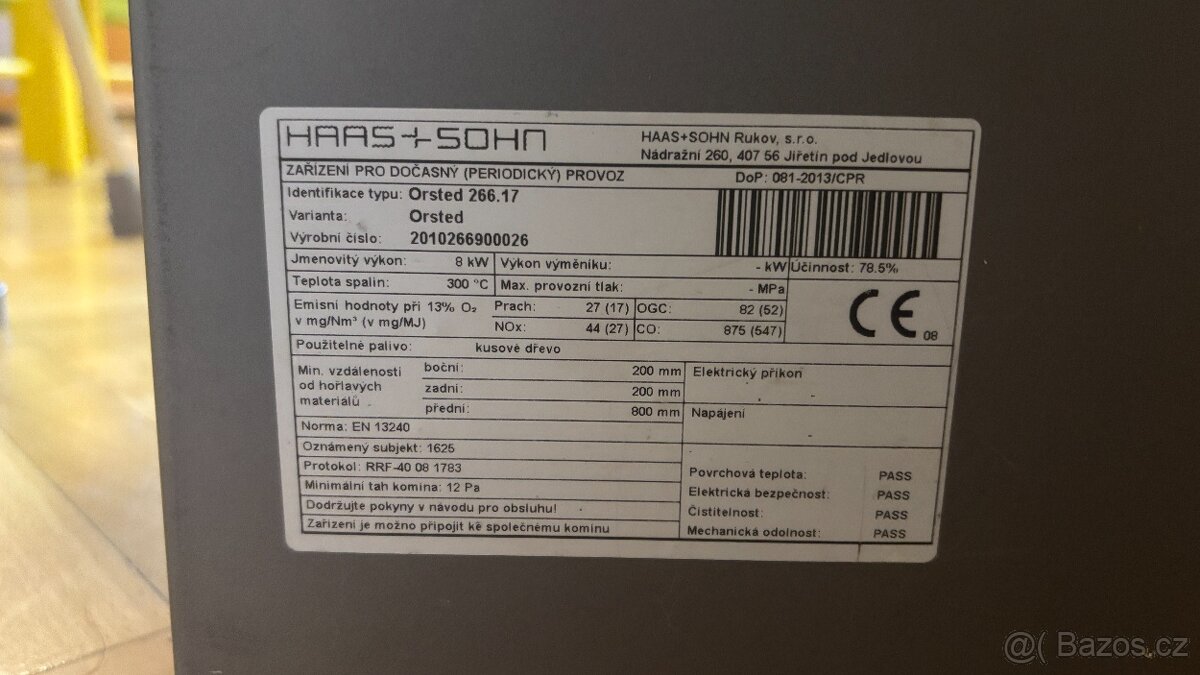 HAAS+SOHN
HAAS+SOHN Rukov, s.r.o.
Nádražní 260, 407 56 Jiřetín pod Jedlovou
ZAŘÍZENÍ PRO DOČASNÝ (PERIODICKÝ) PROVOZ
DoP: 081-2013/CPR
Identifikace typu: Orsted 266.17
Varianta: Orsted
Výrobní číslo: 2010266900026
Jmenovitý výkon: 8 kW Výkon výměníku: - kW Účinnost: 78.5%
Teplota spalin: 300 °C Max. provozní tlak: - MPa
Emisní hodnoty při 13% O₂ Prach: 27 (17) OGC: 82 (52)
v mg/Nm³ (v mg/MJ) NOx: 44 (27) CO: 875 (547)
CE 08
Použitelné palivo: kusové dřevo
Min. vzdálenosti
od hořlavých
materiálů
boční: 200 mm
zadní: 200 mm
přední: 800 mm
Elektrický příkon
-
Napájení
-
Norma: EN 13240
Oznámený subjekt: 1625
Protokol: RRF-40 08 1783
Minimální tah komína: 12 Pa
Dodržujte pokyny v návodu pro obsluhu!
Zařízení je možno připojit ke společnému komínu
Povrchová teplota: PASS
Elektrická bezpečnost: PASS
Čistitelnost: PASS
Mechanická odolnost: PASS
@( Bazos.cz